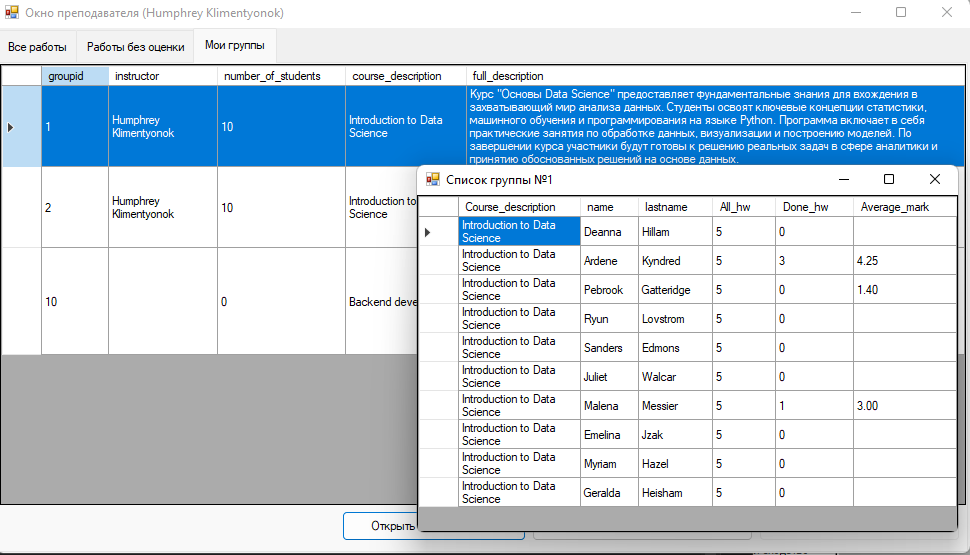 Окно преподавателя (Humphrey Klimentyonok)
Все работы Работы без оценки Мои группы
groupid instructor number_of_students course_description full_description
1 Humphrey Klimentyonok 10 Introduction to Data Science
Курс "Основы Data Science" предоставляет фундаментальные знания для вхождения в
захватывающий мир анализа данных. Студенты освоят ключевые концепции статистики,
машинного обучения и программирования на языке Python. Программа включает в себя
практические занятия по обработке данных, визуализации и построению моделей. По
завершении курса участники будут готовы к решению реальных задач в сфере аналитики и
принятию обоснованных решений на основе данных.
2 Humphrey Klimentyonok 10 Introduction to Science
10 0 Backend deve
Открыть
Список группы №1
Course_description name lastname All_hw Done_hw Average_mark
Introduction to Data Science Deanna Hillam 5 0
Introduction to Data Science Ardene Kyndred 5 3 4.25
Introduction to Data Science Pebrook Gatteridge 5 0 1.40
Introduction to Data Science Ryun Lovstrom 5 0
Introduction to Data Science Sanders Edmons 5 0
Introduction to Data Science Juliet Walcar 5 0
Introduction to Data Science Malena Messier 5 1 3.00
Introduction to Data Science Emelina Jzak 5 0
Introduction to Data Science Myriam Hazel 5 0
Introduction to Data Science Geralda Heisham 5 0